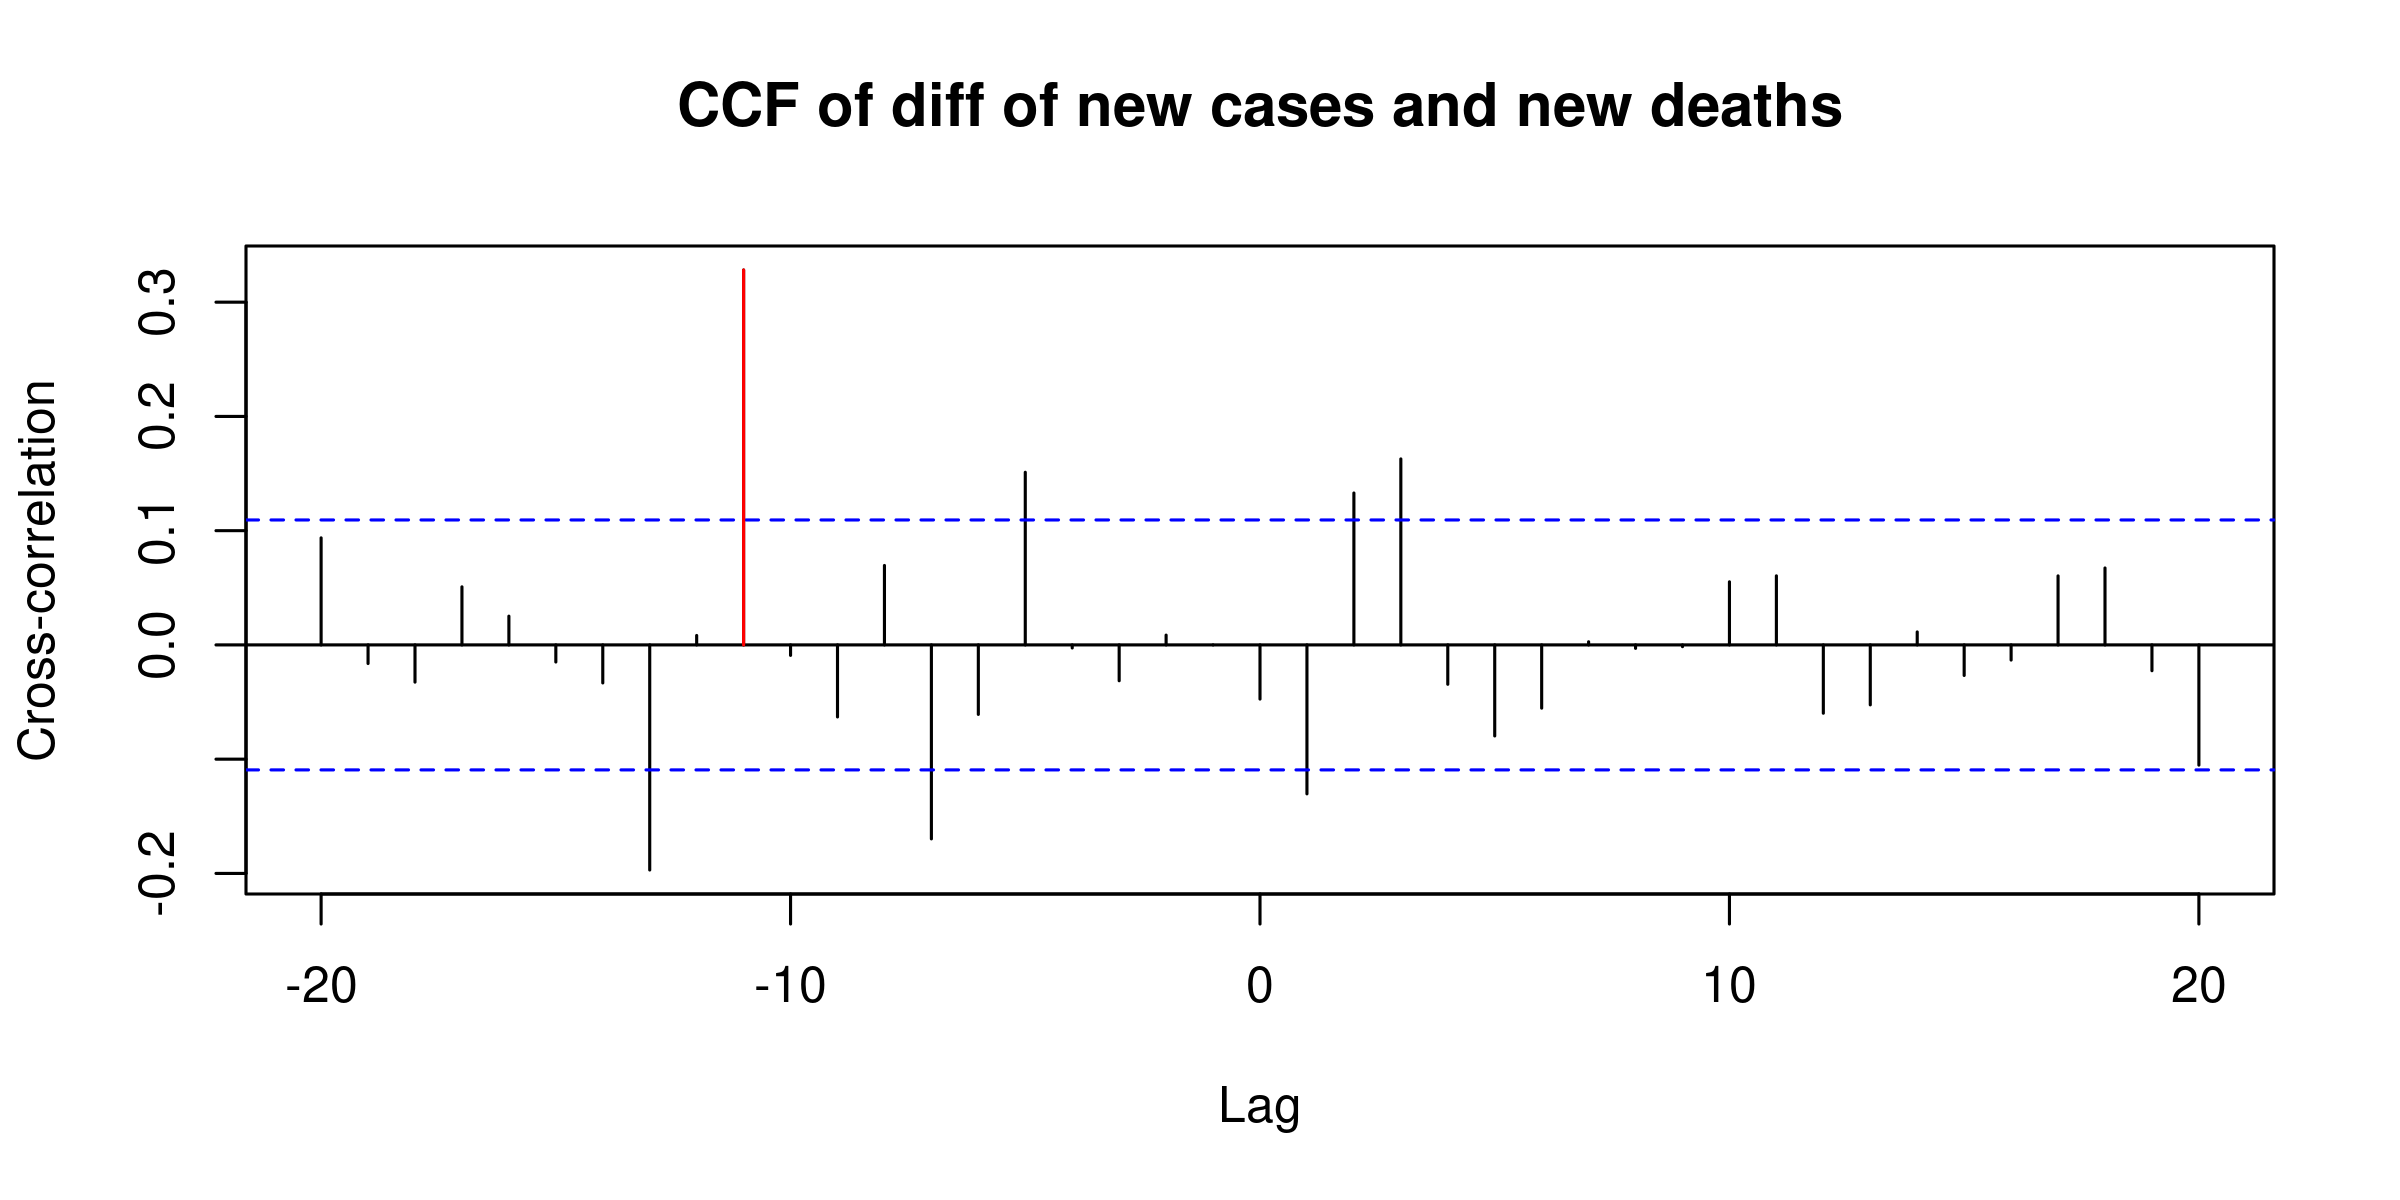 CCF of diff of new cases and new deaths
Cross-correlation
0.3
0.2
0.1
0.0
-0.2
-20 -10 0 10 20
Lag